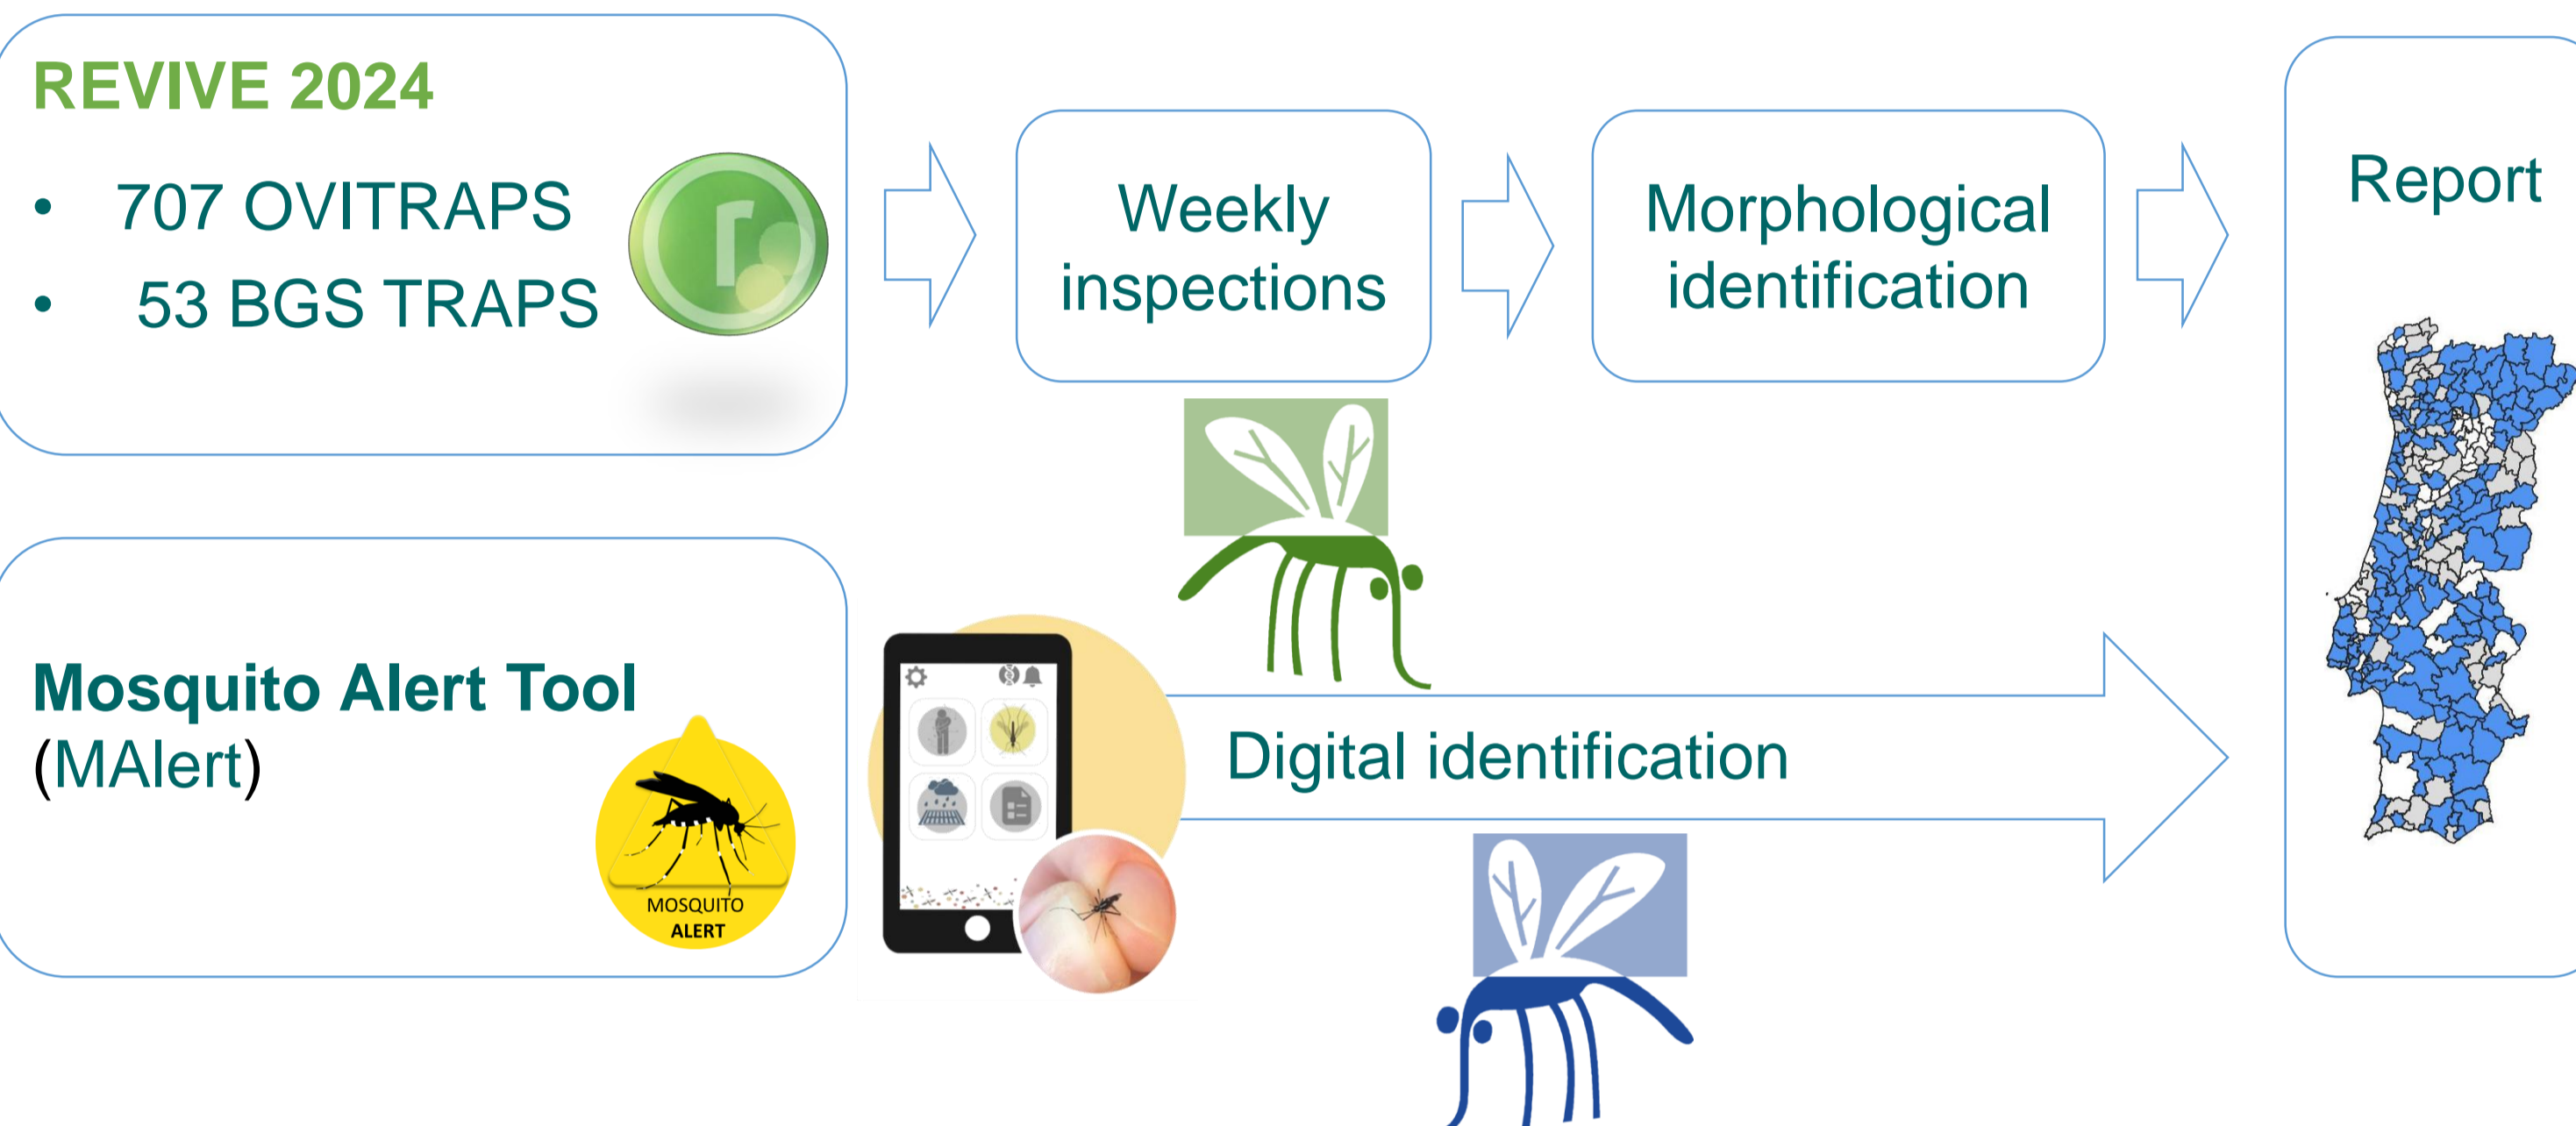 REVIVE 2024
• 707 OVITRAPS
• 53 BGS TRAPS
r
Weekly
inspections
Morphological
identification
Report
Mosquito Alert Tool
(MAlert)
MOSQUITO
ALERT
Digital identification